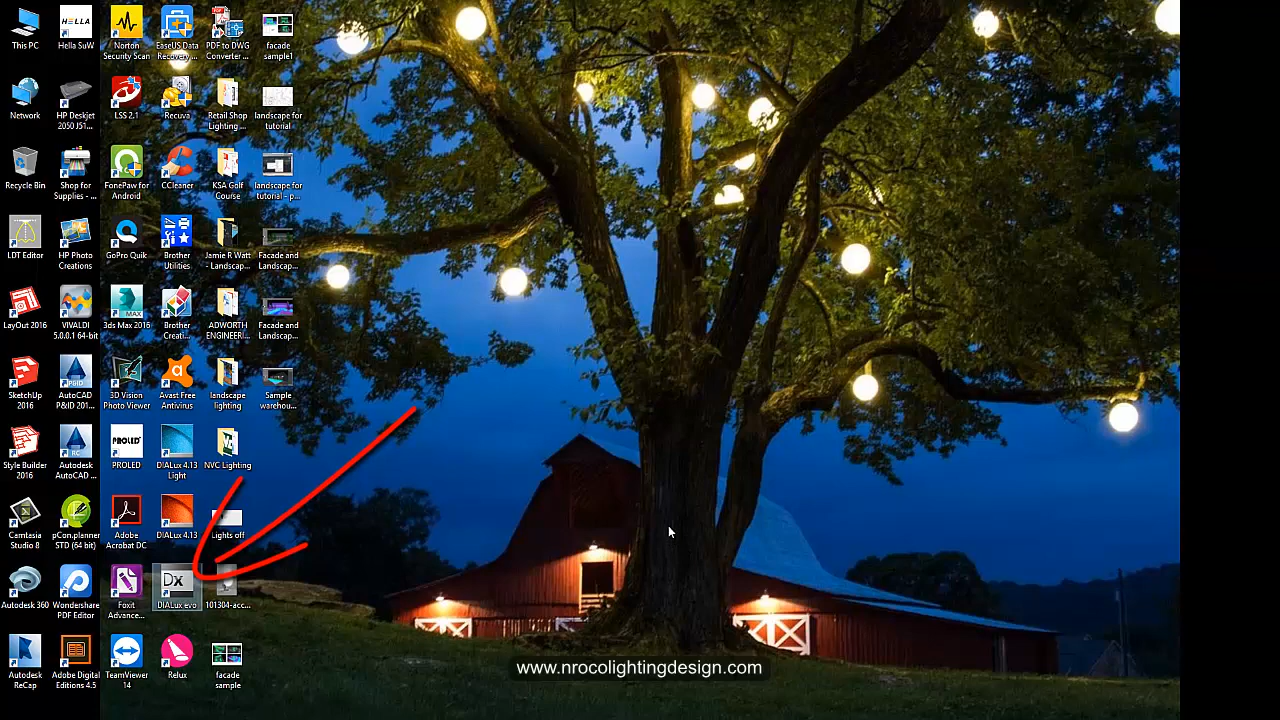 This PC
Hella SuW
Norton
Security Scan
EaseUS Data
Recovery ...
PDF to DWG
Converter ...
facade
sample1
Network
HP Deskjet
2050 J51...
LSS 2.1
Recuva
Retail Shop
Lighting ...
landscape for
tutorial
Recycle Bin
Shop for
Supplies - ...
FonePaw for
Android
CCleaner
KSA Golf
Course
landscape for
tutorial - p...
LDT Editor
HP Photo
Creations
GoPro Quik
Brother
Utilities
Jamie R Watt
- Landscap...
Facade and
Landscap...
LayOut 2016
VIVALDI
5.0.0.1 64-bit
3ds Max 2016
Brother
Creati...
ADWORTH
ENGINEERI...
Facade and
Landscap...
SketchUp
2016
AutoCAD
P&ID 201...
3D Vision
Photo Viewer
Avast Free
Antivirus
landscape
lighting
Sample
warehou...
Style Builder
2016
Autodesk
AutoCAD ...
PROLED
DIALux 4.13
Light
NVC Lighting
Camtasia
Studio 8
pCon.planner
STD (64 bit)
Adobe
Acrobat DC
DIALux 4.13
Lights off
Autodesk 360
Wondershare
PDF Editor
Foxit
Advance...
Dx
DIALux evo
101304-acc...
Autodesk
ReCap
Adobe Digital
Editions 4.5
TeamViewer
14
Relux
facade
sample
HELLA
MAX
P&ID
PROLED
www.nrocolightingdesign.com